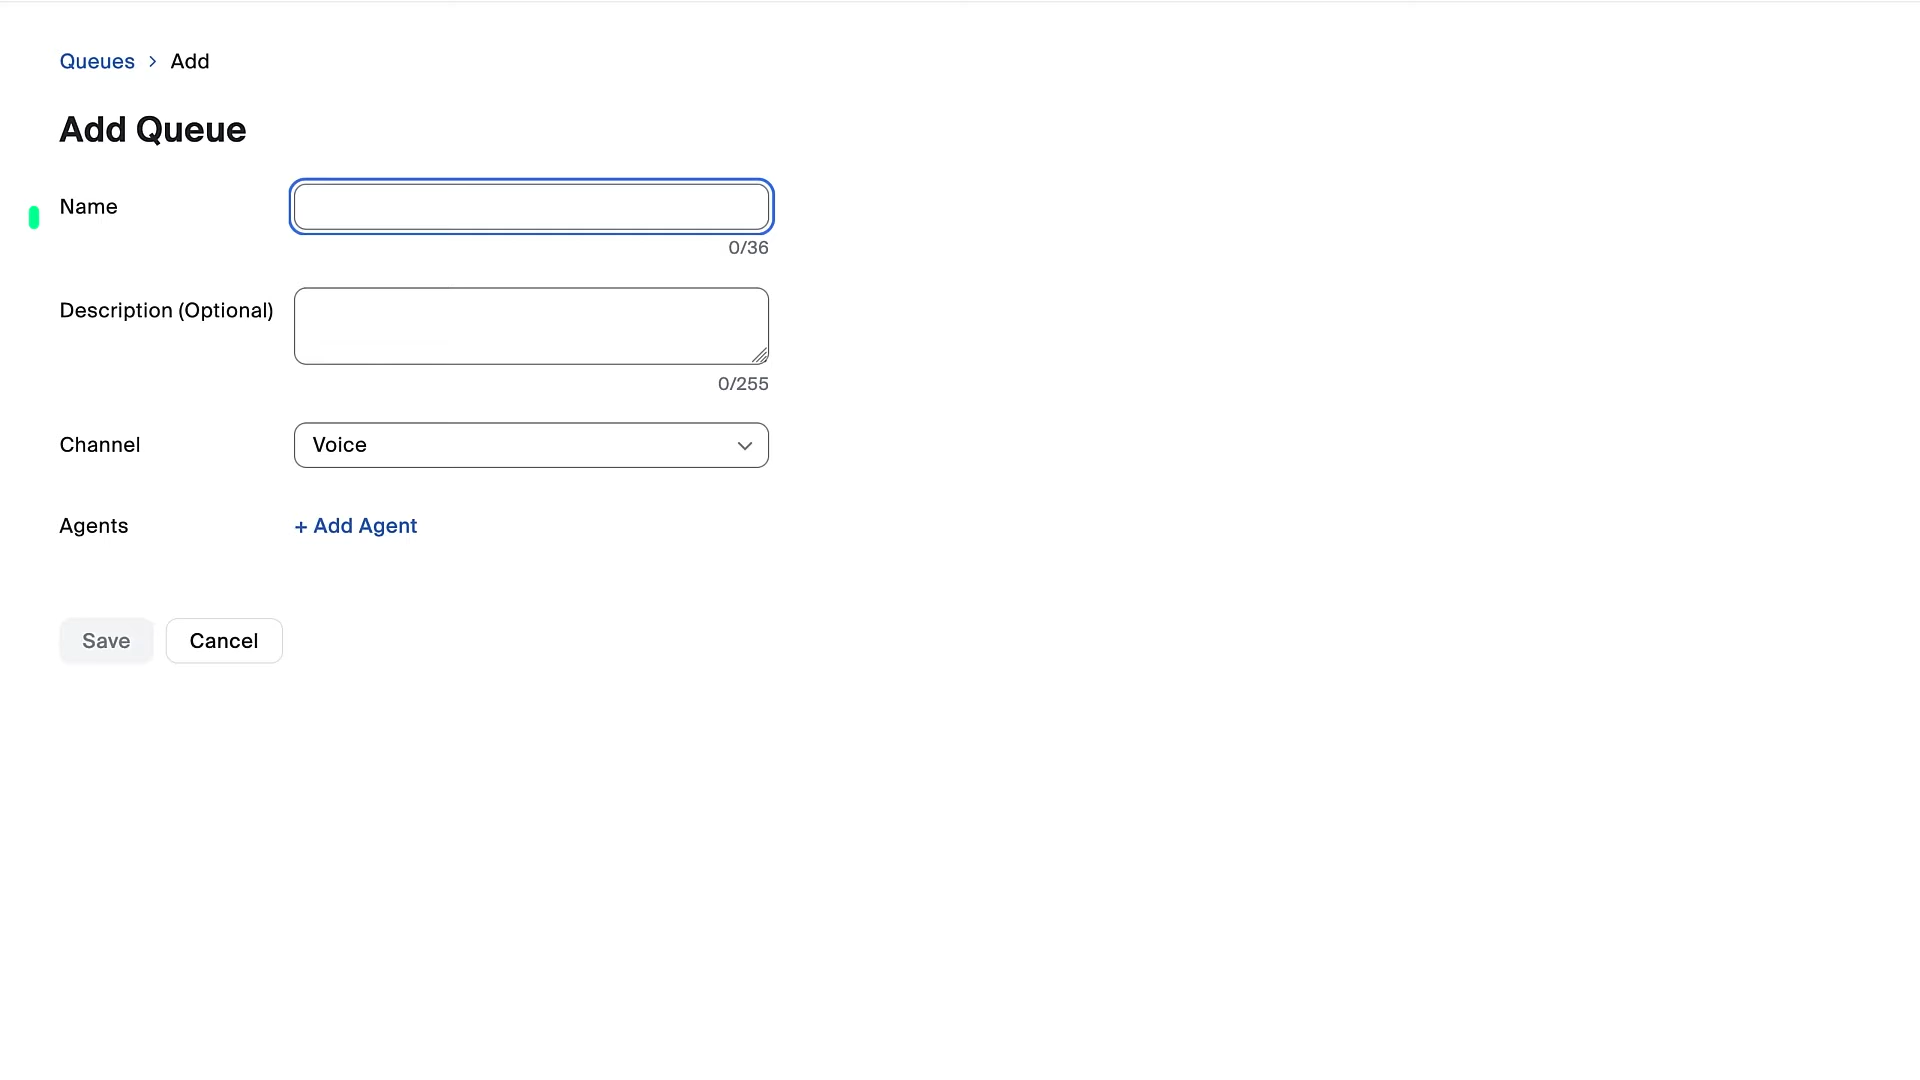 Queues > Add
Add Queue
Name
0/36
Description (Optional)
0/255
Channel
Voice
Agents
+ Add Agent
Save
Cancel